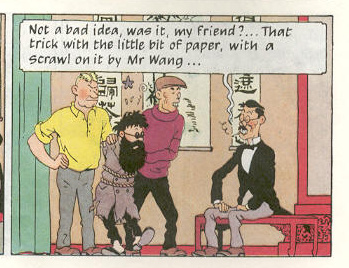 Not a bad idea, was it, my friend?... That
trick with the little bit of paper, with a
scrawl on it by Mr Wang ...